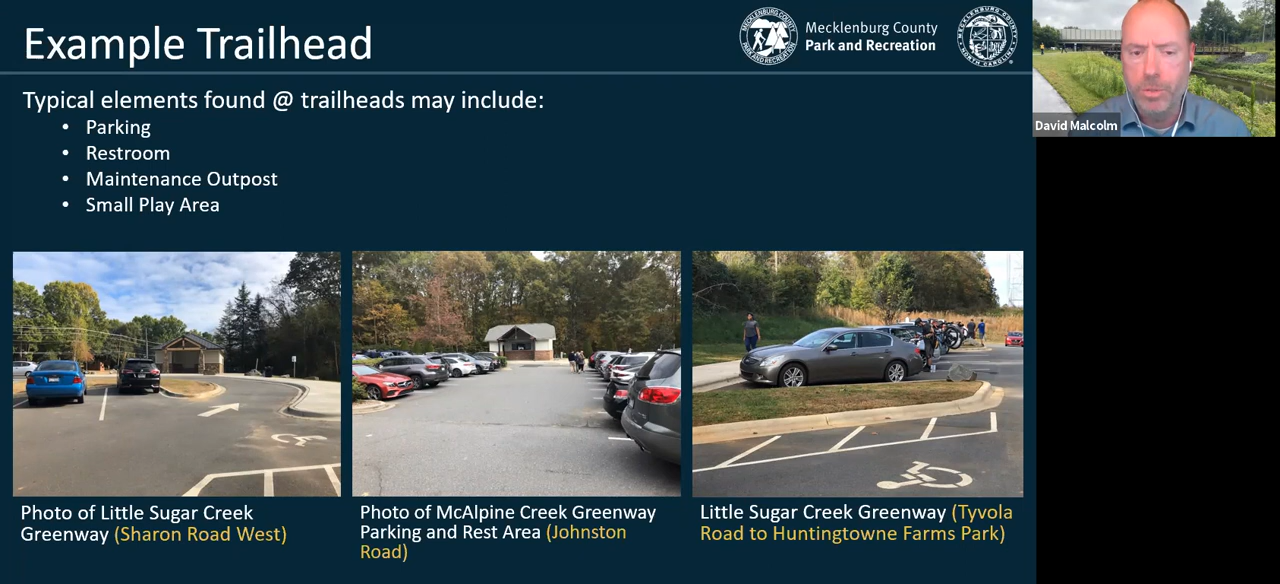 Example Trailhead
Mecklenburg County
Park and Recreation
Typical elements found @ trailheads may include:
• Parking
• Restroom
• Maintenance Outpost
• Small Play Area
Photo of Little Sugar Creek
Greenway (Sharon Road West)
Photo of McAlpine Creek Greenway
Parking and Rest Area (Johnston
Road)
Little Sugar Creek Greenway (Tyvola
Road to Huntingtowne Farms Park)
David Malcolm